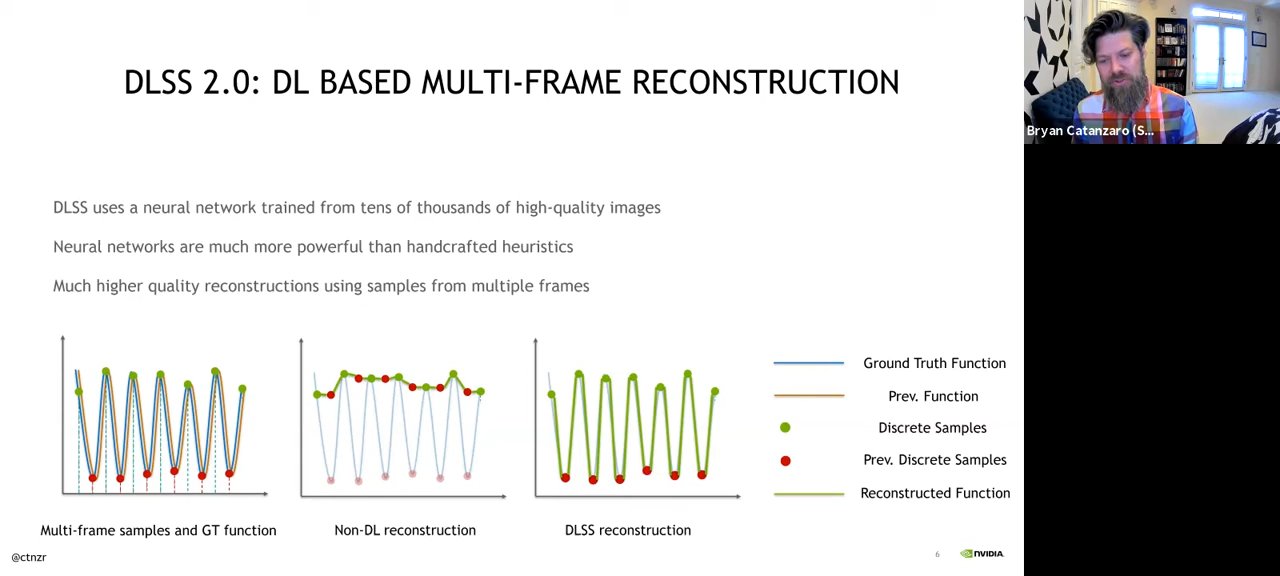 DLSS 2.0: DL BASED MULTI-FRAME RECONSTRUCTION
Bryan Catanzaro (S...
DLSS uses a neural network trained from tens of thousands of high-quality images
Neural networks are much more powerful than handcrafted heuristics
Much higher quality reconstructions using samples from multiple frames
Ground Truth Function
Prev. Function
Discrete Samples
Prev. Discrete Samples
Reconstructed Function
Multi-frame samples and GT function
Non-DL reconstruction
DLSS reconstruction
@ctnzr
6
NVIDIA